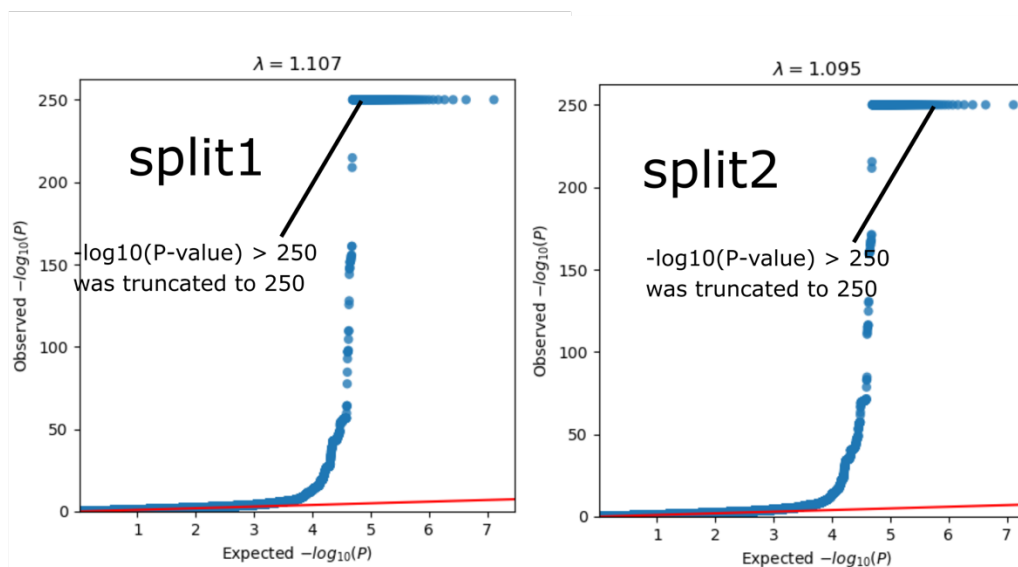 λ = 1.107
250
200
150
100
50
0
Observed −log₁₀(P)
split1
-log10(P-value) > 250
was truncated to 250
1 2 3 4 5 6 7
Expected −log₁₀(P)
λ = 1.095
250
200
150
100
50
0
Observed −log₁₀(P)
split2
-log10(P-value) > 250
was truncated to 250
1 2 3 4 5 6 7
Expected −log₁₀(P)